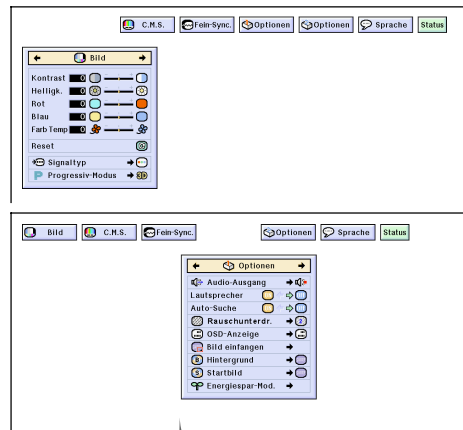 C.M.S. Fein-Sync. Optionen Optionen Sprache Status
Bild
Kontrast 0
Helligk. 0
Rot 0
Blau 0
Farb Temp 0
Reset
Signaltyp
P Progressiv-Modus 3D
Bild C.M.S. Fein-Sync. Optionen Sprache Status
Optionen
Audio-Ausgang
Lautsprecher
Auto-Suche
Rauschunterdr. 2
OSD-Anzeige
Bild einfangen
B Hintergrund
S Startbild
Energiespar-Mod.